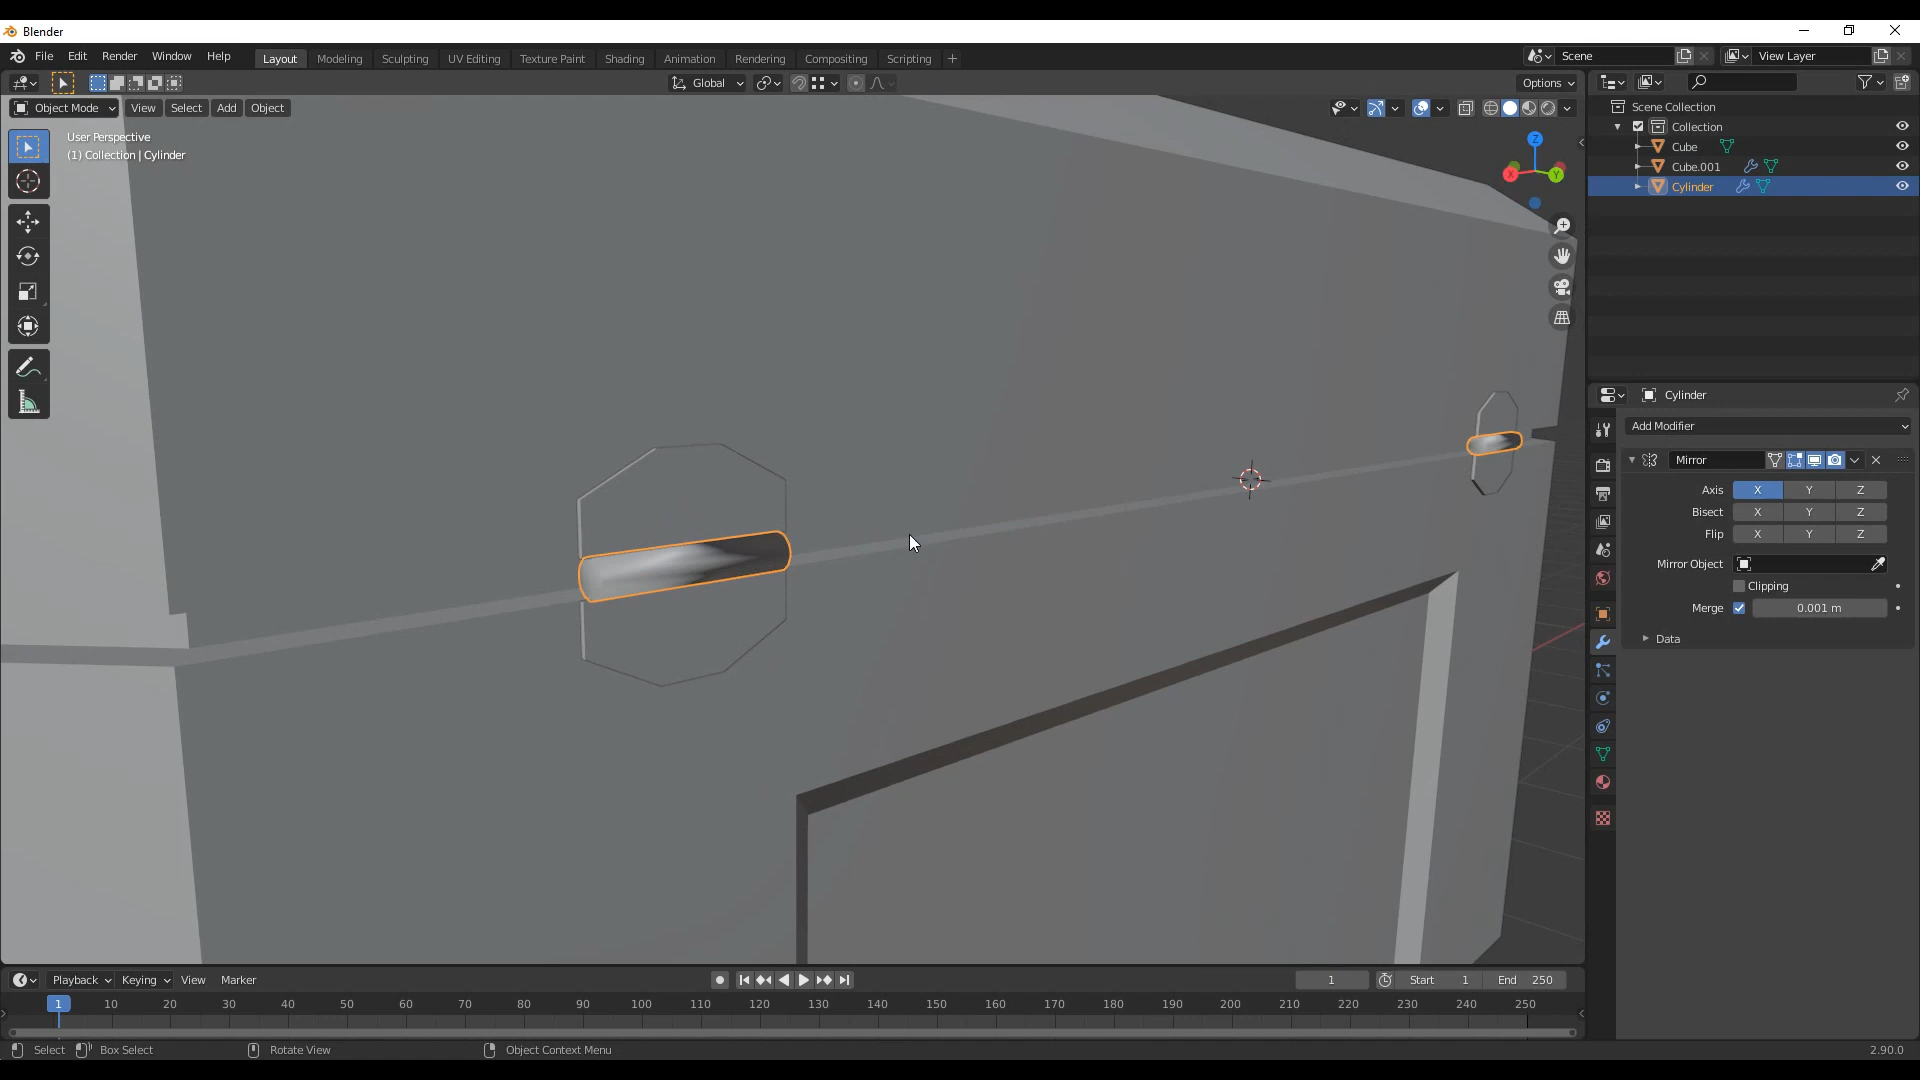 Blender
File Edit Render Window Help Layout Modeling Sculpting UV Editing Texture Paint Shading Animation Rendering Compositing Scripting + Scene View Layer
Global Options
Object Mode View Select Add Object
User Perspective
(1) Collection | Cylinder
Z
X Y
Scene Collection
Collection
Cube
Cube.001
Cylinder
Cylinder
Add Modifier
Mirror
Axis X Y Z
Bisect X Y Z
Flip X Y Z
Mirror Object
Clipping
Merge 0.001 m
Data
Playback Keying View Marker 1 Start 1 End 250
1 10 20 30 40 50 60 70 80 90 100 110 120 130 140 150 160 170 180 190 200 210 220 230 240 250
Select Box Select Rotate View Object Context Menu 2.90.0